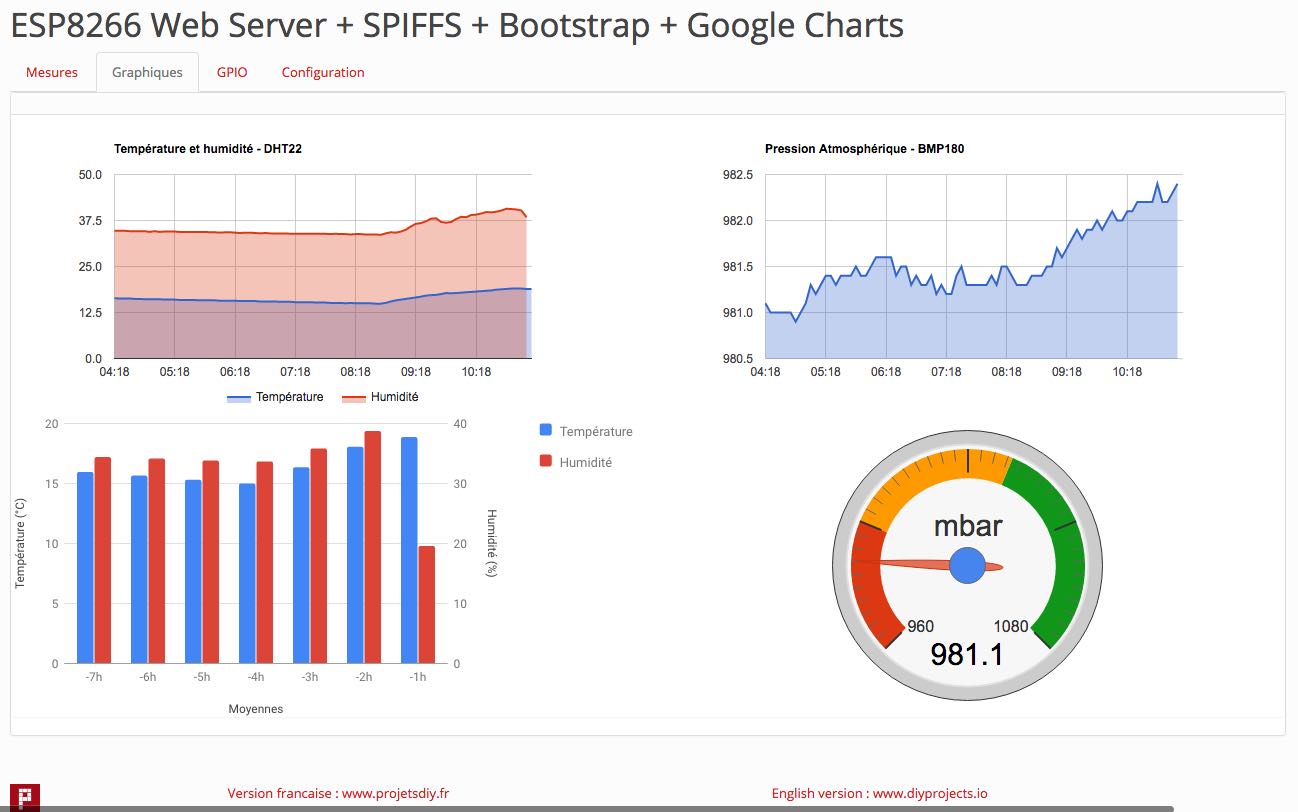 ESP8266 Web Server + SPIFFS + Bootstrap + Google Charts
Mesures Graphiques GPIO Configuration
Température et humidité - DHT22
50.0
37.5
25.0
12.5
0.0
04:18 05:18 06:18 07:18 08:18 09:18 10:18
Température Humidité
Pression Atmosphérique - BMP180
982.5
982.0
981.5
981.0
980.5
04:18 05:18 06:18 07:18 08:18 09:18 10:18
Température (°C)
20
15
10
5
0
40
30
20
10
0
Humidité (%)
-7h -6h -5h -4h -3h -2h -1h
Moyennes
Température
Humidité
mbar
960 1080
981.1
Version francaise : www.projetsdiy.fr
English version : www.diyprojects.io